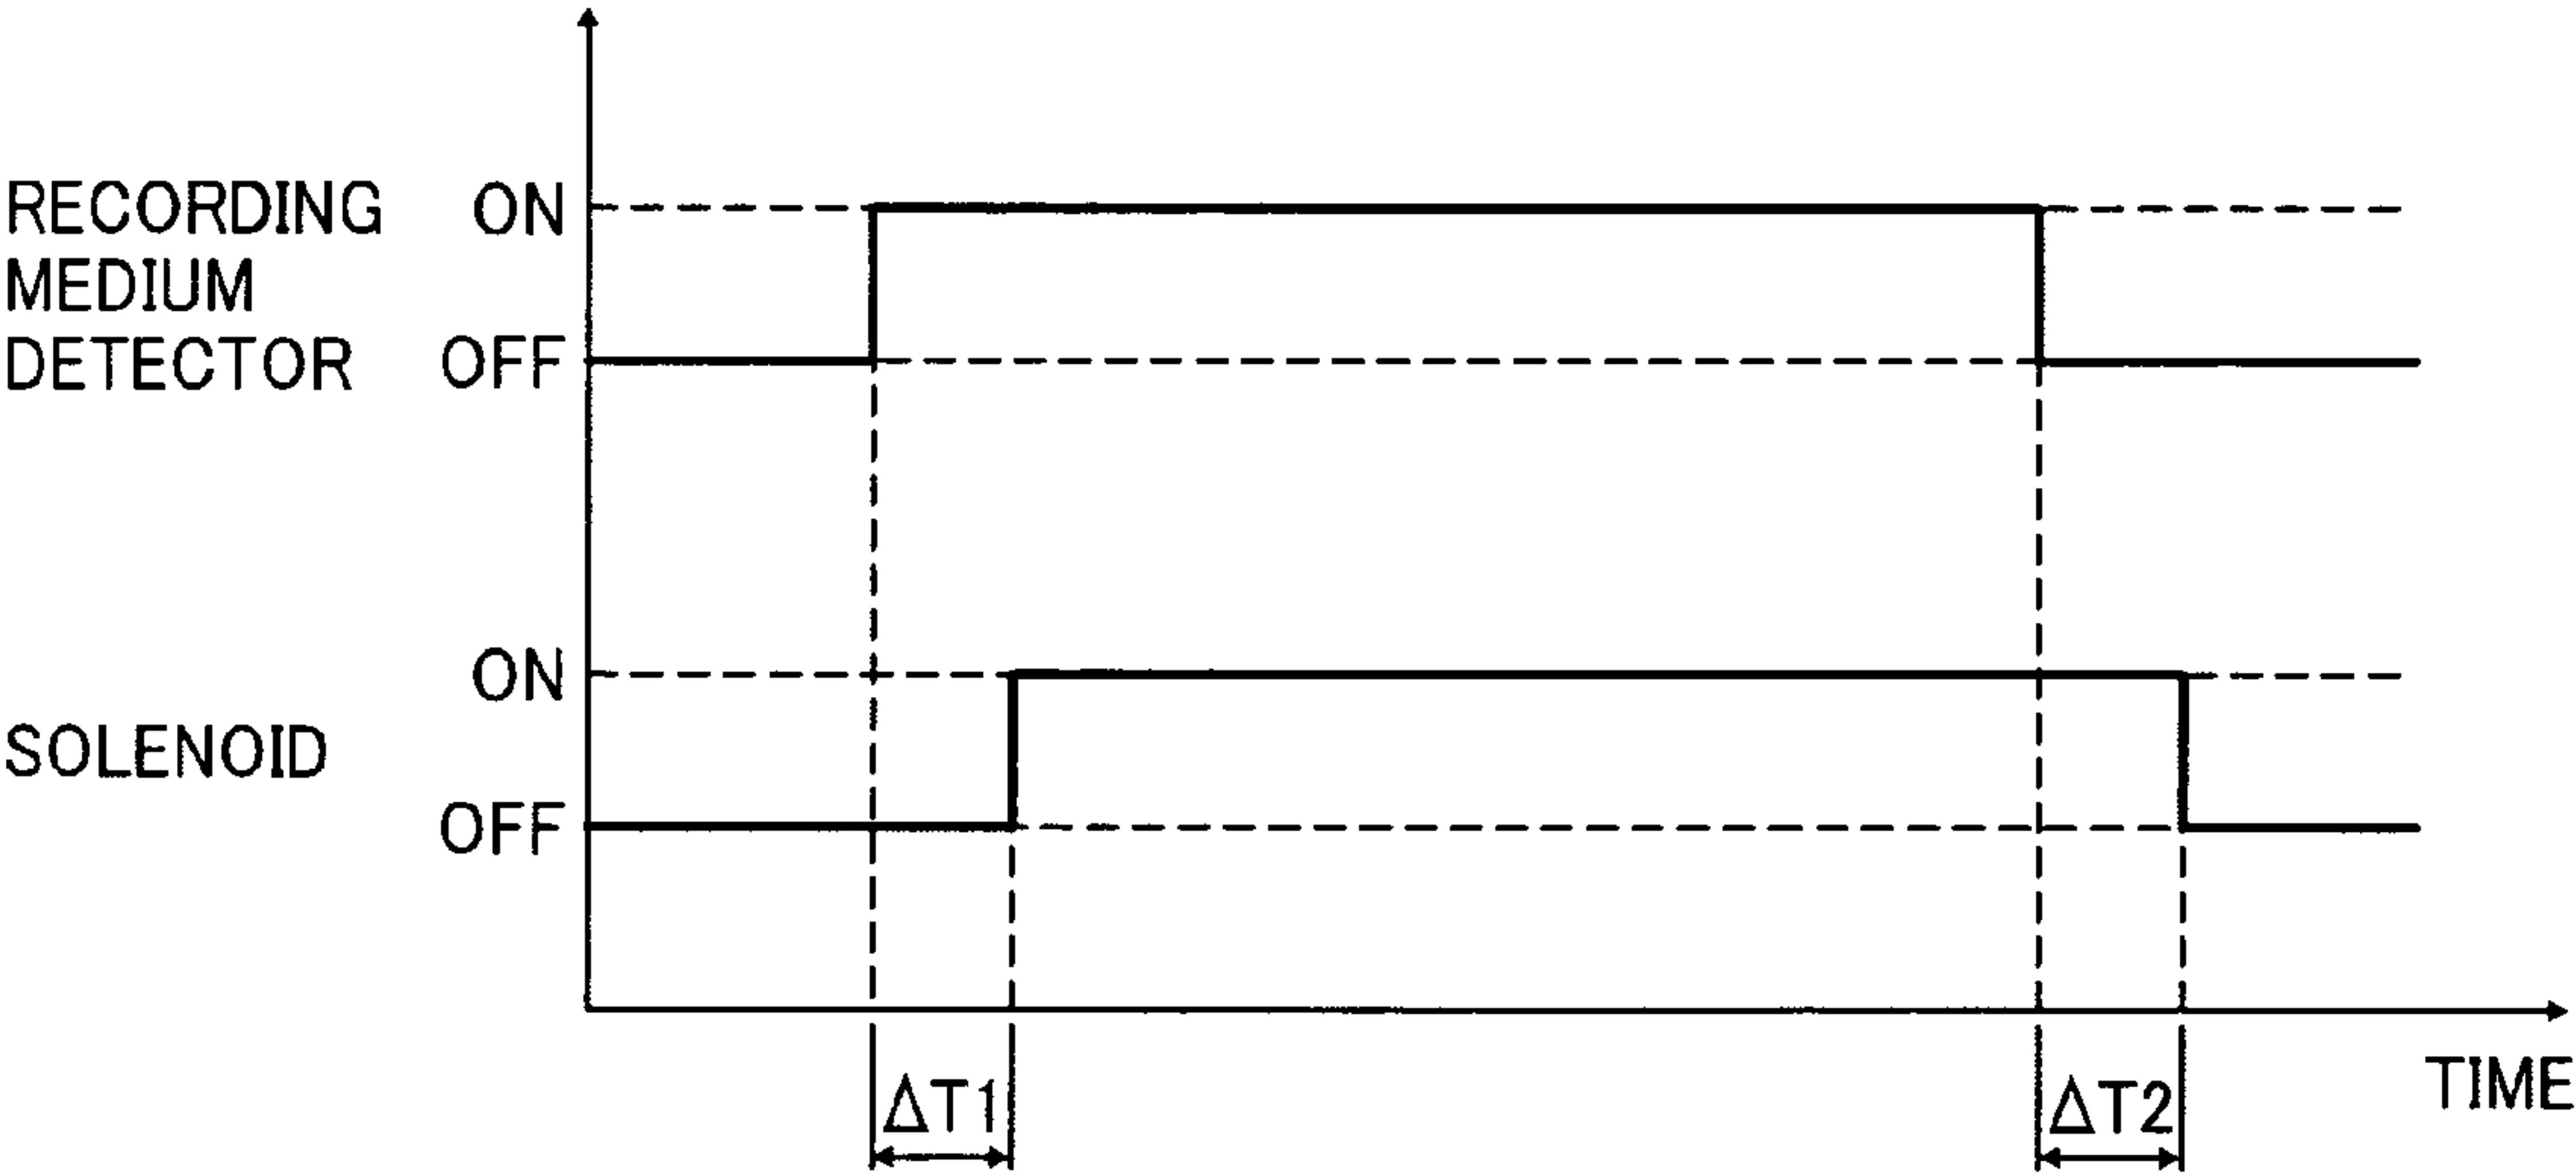 RECORDING
MEDIUM
DETECTOR
ON
OFF
SOLENOID
ON
OFF
ΔT1
ΔT2
TIME